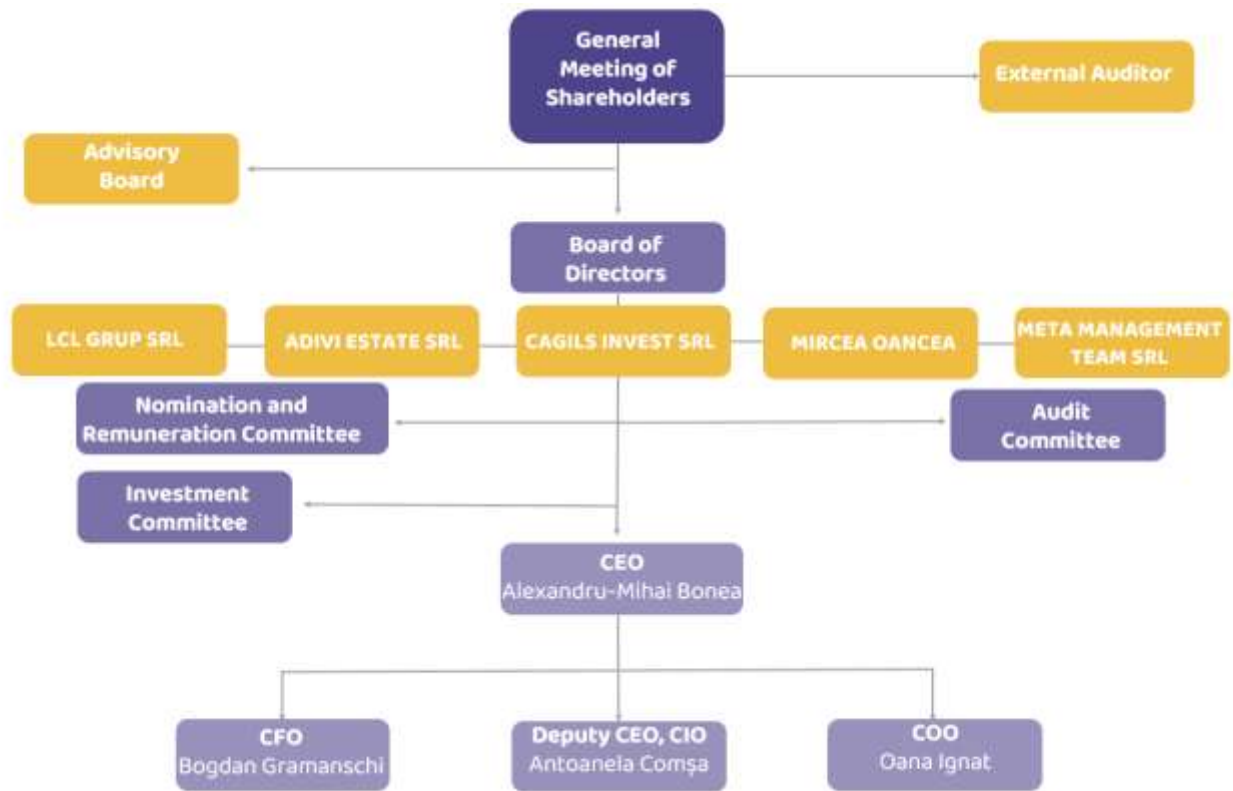 General
Meeting of
Shareholders
External Auditor
Advisory
Board
Board of
Directors
LCL GRUP SRL
ADIVI ESTATE SRL
CAGILS INVEST SRL
MIRCEA OANCEA
META MANAGEMENT
TEAM SRL
Nomination and
Remuneration Committee
Audit
Committee
Investment
Committee
CEO
Alexandru-Mihai Bonea
CFO
Bogdan Gramanschi
Deputy CEO, CIO
Antoanela Comșa
COO
Oana Ignat